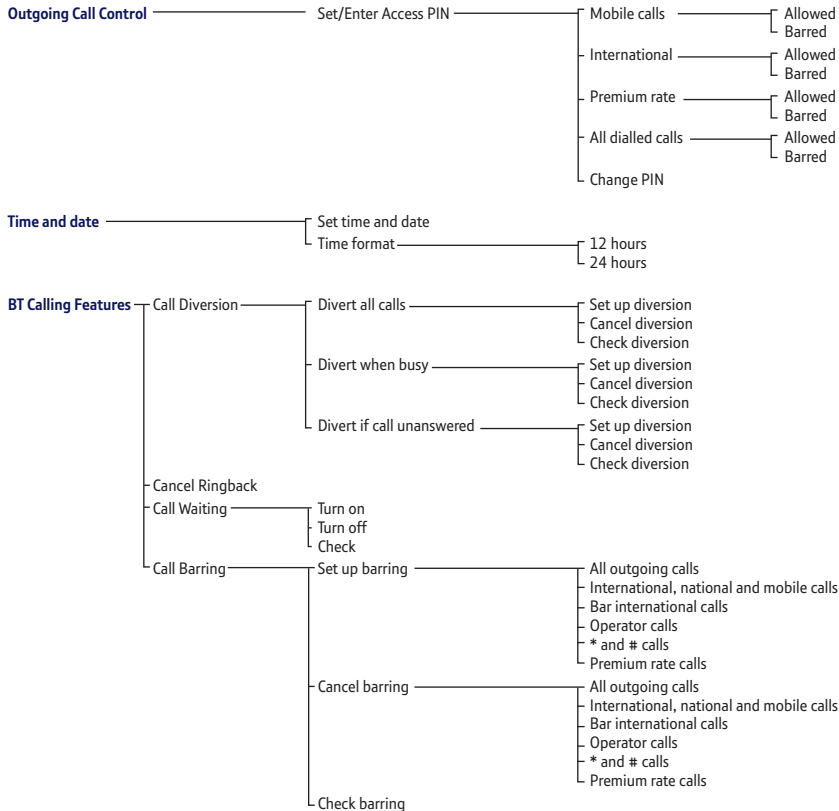 Outgoing Call Control Set/Enter Access PIN Mobile calls Allowed
Barred
International Allowed
Barred
Premium rate Allowed
Barred
All dialled calls Allowed
Barred
Change PIN
Time and date Set time and date
Time format 12 hours
24 hours
BT Calling Features Call Diversion Divert all calls Set up diversion
Cancel diversion
Check diversion
Divert when busy Set up diversion
Cancel diversion
Check diversion
Divert if call unanswered Set up diversion
Cancel diversion
Check diversion
Cancel Ringback
Call Waiting Turn on
Turn off
Check
Call Barring Set up barring All outgoing calls
International, national and mobile calls
Bar international calls
Operator calls
* and # calls
Premium rate calls
Cancel barring All outgoing calls
International, national and mobile calls
Bar international calls
Operator calls
* and # calls
Premium rate calls
Check barring